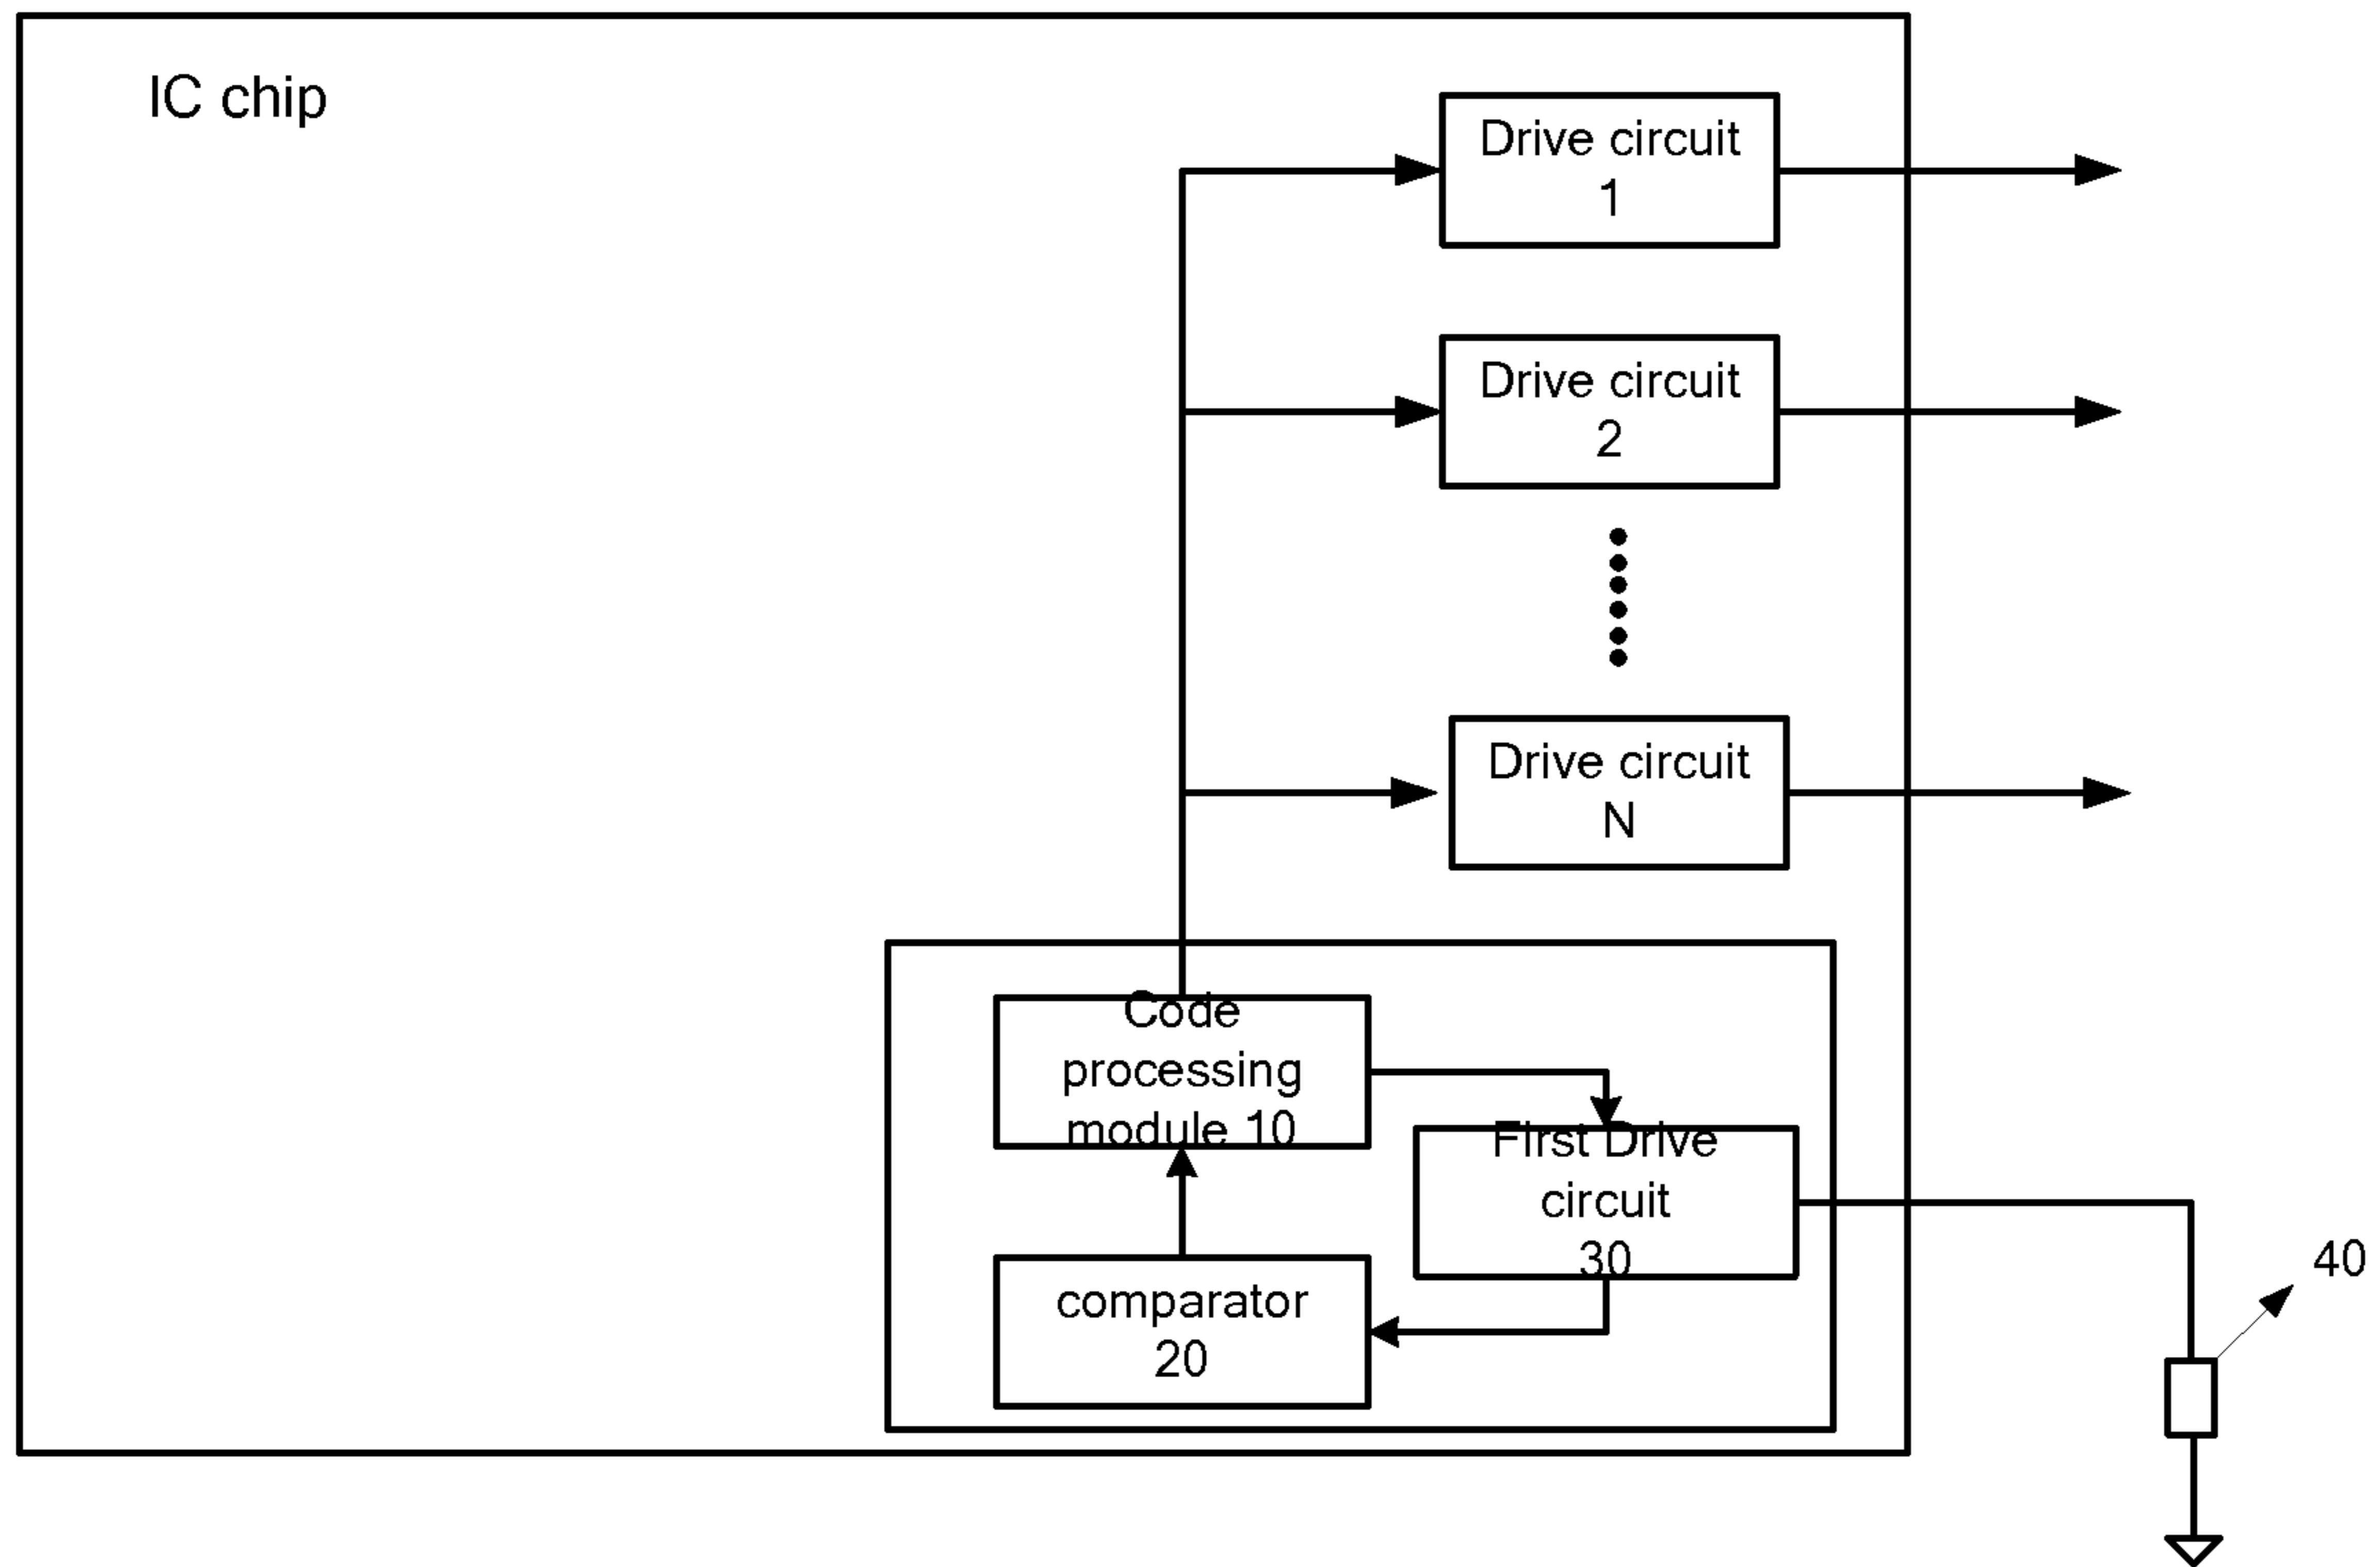 IC chip
Drive circuit
1
Drive circuit
2
Drive circuit
N
Code
processing
module 10
First Drive
circuit
30
comparator
20
40